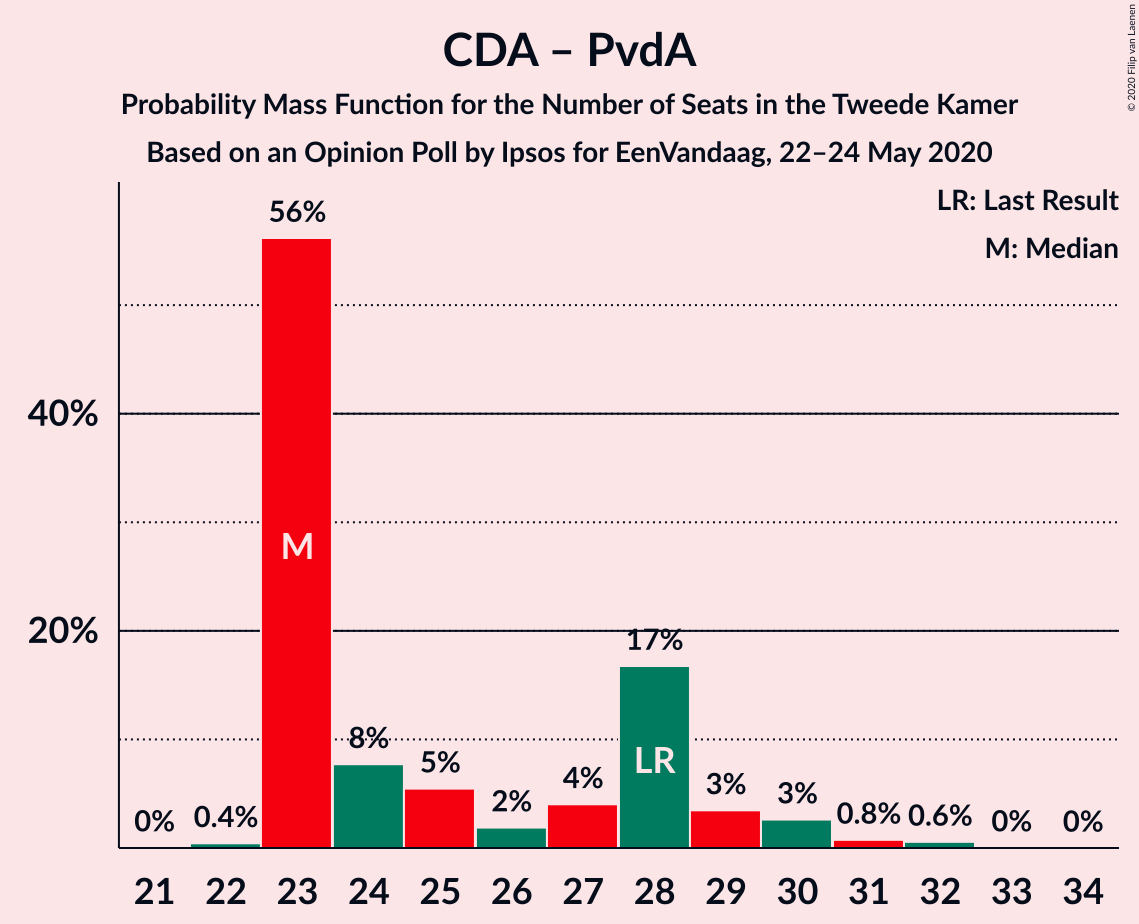 CDA – PvdA
Probability Mass Function for the Number of Seats in the Tweede Kamer
Based on an Opinion Poll by Ipsos for EenVandaag, 22–24 May 2020
© 2020 Filip van Laenen
LR: Last Result
M: Median
56%
40%
M
20%
17%
8%
LR
5%
4%
3%
3%
2%
0%
0.4%
0.8%
0.6%
0%
0%
21 22 23 24 25 26 27 28 29 30 31 32 33 34